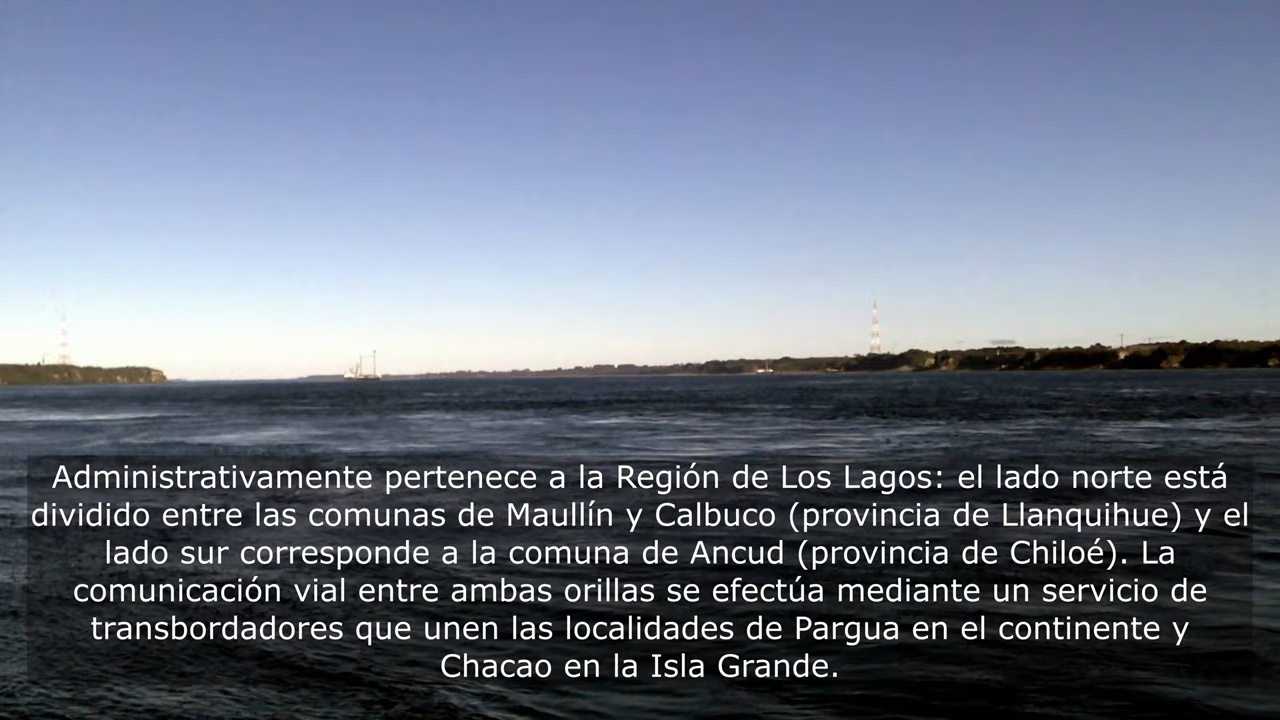 Administrativamente pertenece a la Región de Los Lagos: el lado norte está
dividido entre las comunas de Maullín y Calbuco (provincia de Llanquihue) y el
lado sur corresponde a la comuna de Ancud (provincia de Chiloé). La
comunicación vial entre ambas orillas se efectúa mediante un servicio de
transbordadores que unen las localidades de Pargua en el continente y
Chacao en la Isla Grande.